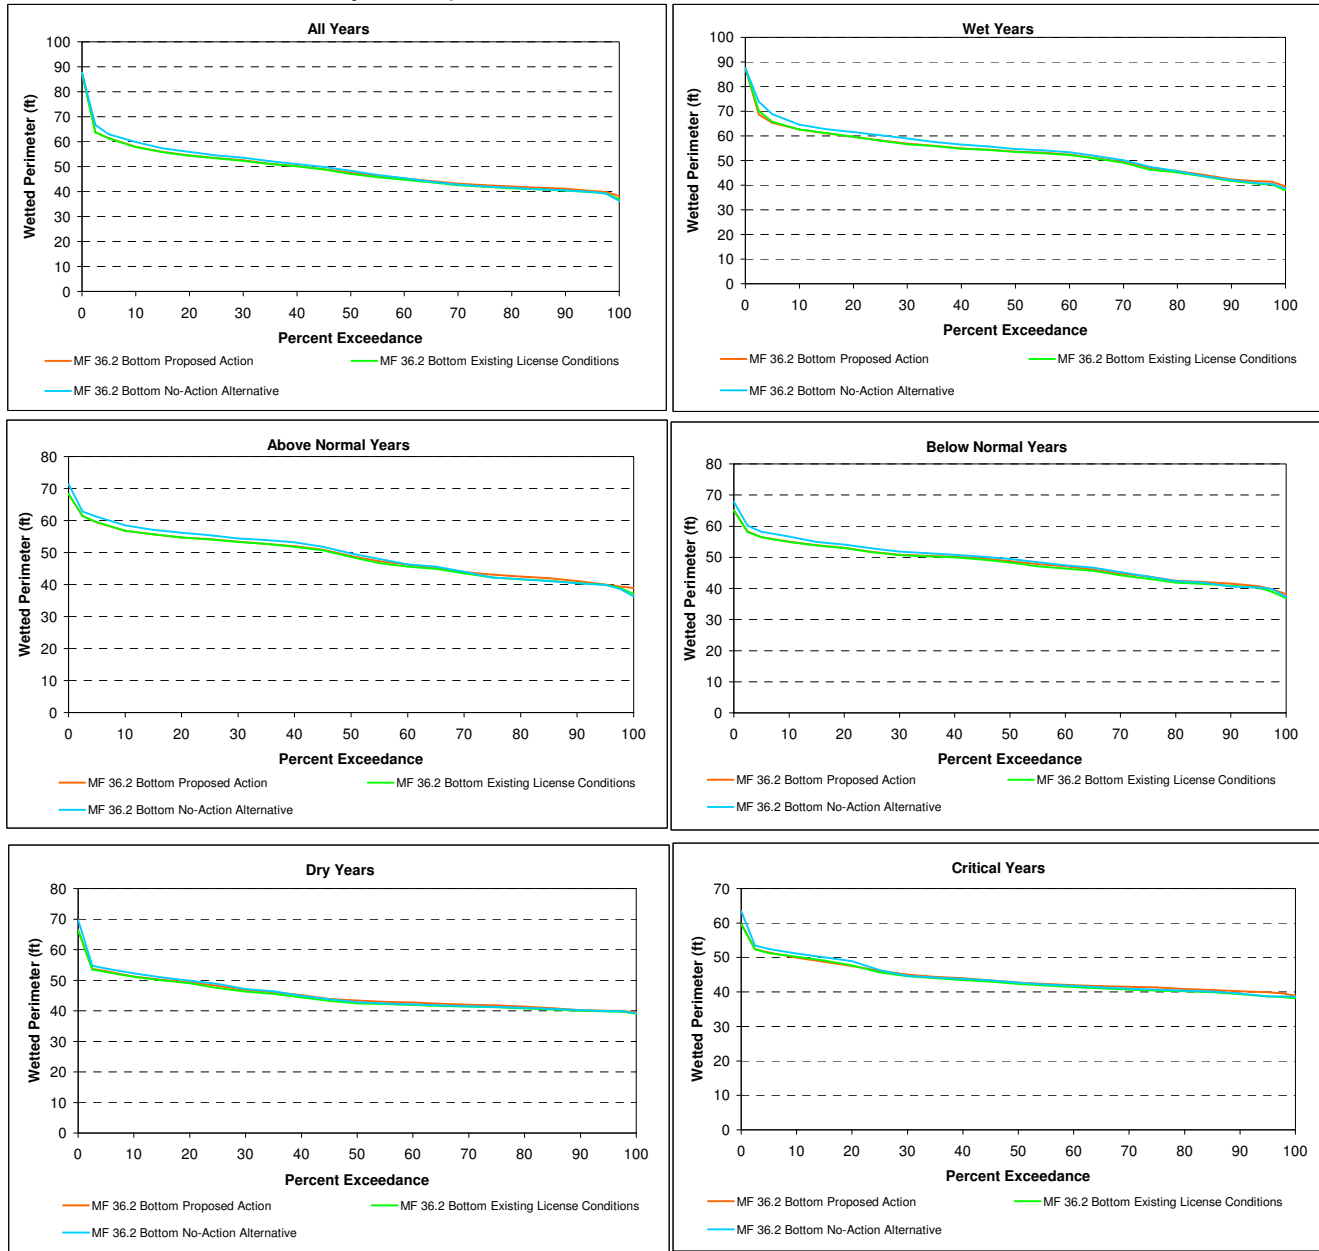 All Years
100
90
80
70
60
50
40
30
20
10
0
Wetted Perimeter (ft)
0 10 20 30 40 50 60 70 80 90 100
Percent Exceedance
MF 36.2 Bottom Proposed Action MF 36.2 Bottom Existing License Conditions
MF 36.2 Bottom No-Action Alternative
Wet Years
100
90
80
70
60
50
40
30
20
10
0
Wetted Perimeter (ft)
0 10 20 30 40 50 60 70 80 90 100
Percent Exceedance
MF 36.2 Bottom Proposed Action MF 36.2 Bottom Existing License Conditions
MF 36.2 Bottom No-Action Alternative
Above Normal Years
80
70
60
50
40
30
20
10
0
Wetted Perimeter (ft)
0 10 20 30 40 50 60 70 80 90 100
Percent Exceedance
MF 36.2 Bottom Proposed Action MF 36.2 Bottom Existing License Conditions
MF 36.2 Bottom No-Action Alternative
Below Normal Years
80
70
60
50
40
30
20
10
0
Wetted Perimeter (ft)
0 10 20 30 40 50 60 70 80 90 100
Percent Exceedance
MF 36.2 Bottom Proposed Action MF 36.2 Bottom Existing License Conditions
MF 36.2 Bottom No-Action Alternative
Dry Years
80
70
60
50
40
30
20
10
0
Wetted Perimeter (ft)
0 10 20 30 40 50 60 70 80 90 100
Percent Exceedance
MF 36.2 Bottom Proposed Action MF 36.2 Bottom Existing License Conditions
MF 36.2 Bottom No-Action Alternative
Critical Years
70
60
50
40
30
20
10
0
Wetted Perimeter (ft)
0 10 20 30 40 50 60 70 80 90 100
Percent Exceedance
MF 36.2 Bottom Proposed Action MF 36.2 Bottom Existing License Conditions
MF 36.2 Bottom No-Action Alternative